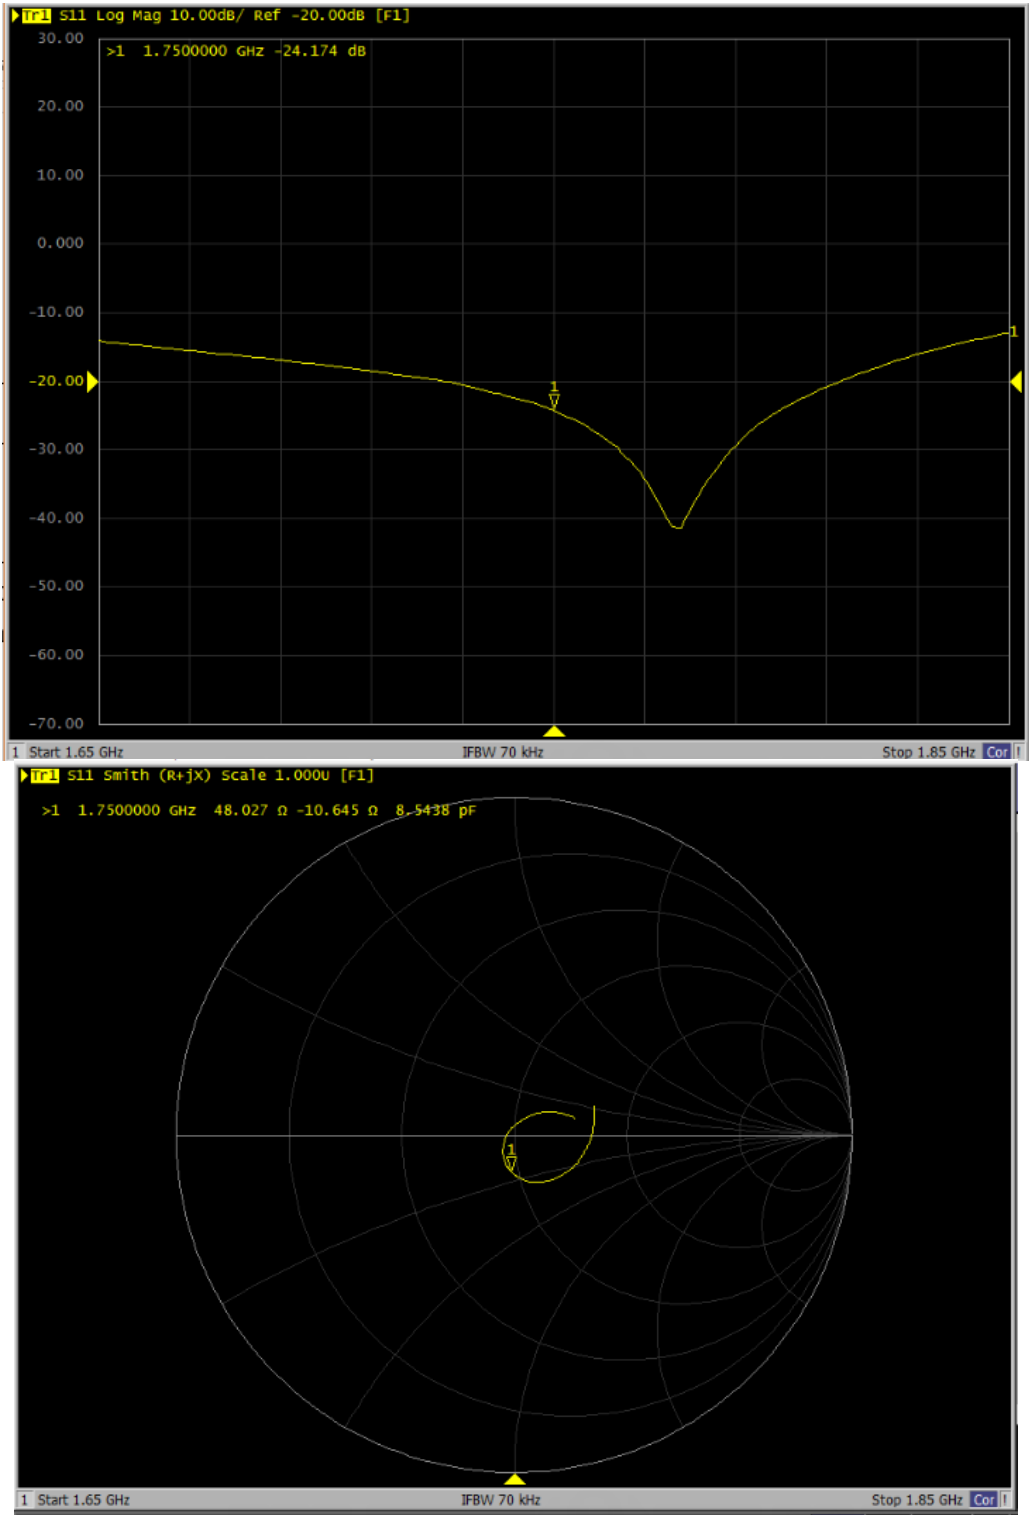 Tr1 S11 Log Mag 10.00dB/ Ref -20.00dB [F1]
30.00
>1 1.7500000 GHz -24.174 dB
20.00
10.00
0.000
-10.00
1
-20.00
1
-30.00
-40.00
-50.00
-60.00
-70.00
1 Start 1.65 GHz IFBW 70 kHz Stop 1.85 GHz Cor !
Tr1 S11 Smith (R+jX) Scale 1.000U [F1]
>1 1.7500000 GHz 48.027 Ω -10.645 Ω 8.5438 pF
1
1 Start 1.65 GHz IFBW 70 kHz Stop 1.85 GHz Cor !